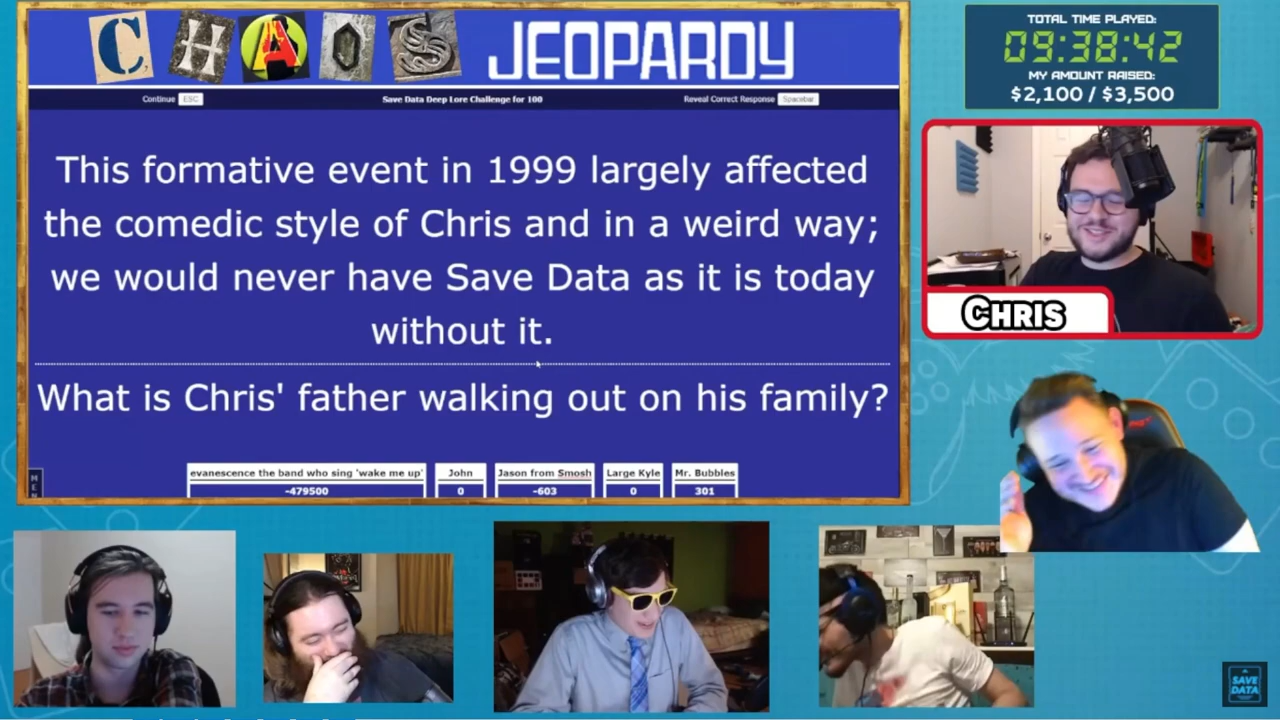 CHAOS JEOPARDY
TOTAL TIME PLAYED:
09:38:42
MY AMOUNT RAISED:
$2,100 / $3,500
Continue ESC
Save Data Deep Lore Challenge for 100
Reveal Correct Response Spacebar
This formative event in 1999 largely affected
the comedic style of Chris and in a weird way;
we would never have Save Data as it is today
without it.
What is Chris' father walking out on his family?
CHRIS
MEN
evanescence the band who sing 'wake me up' John Jason from Smosh Large Kyle Mr. Bubbles
-479500 0 -603 0 301
SAVE
DATA